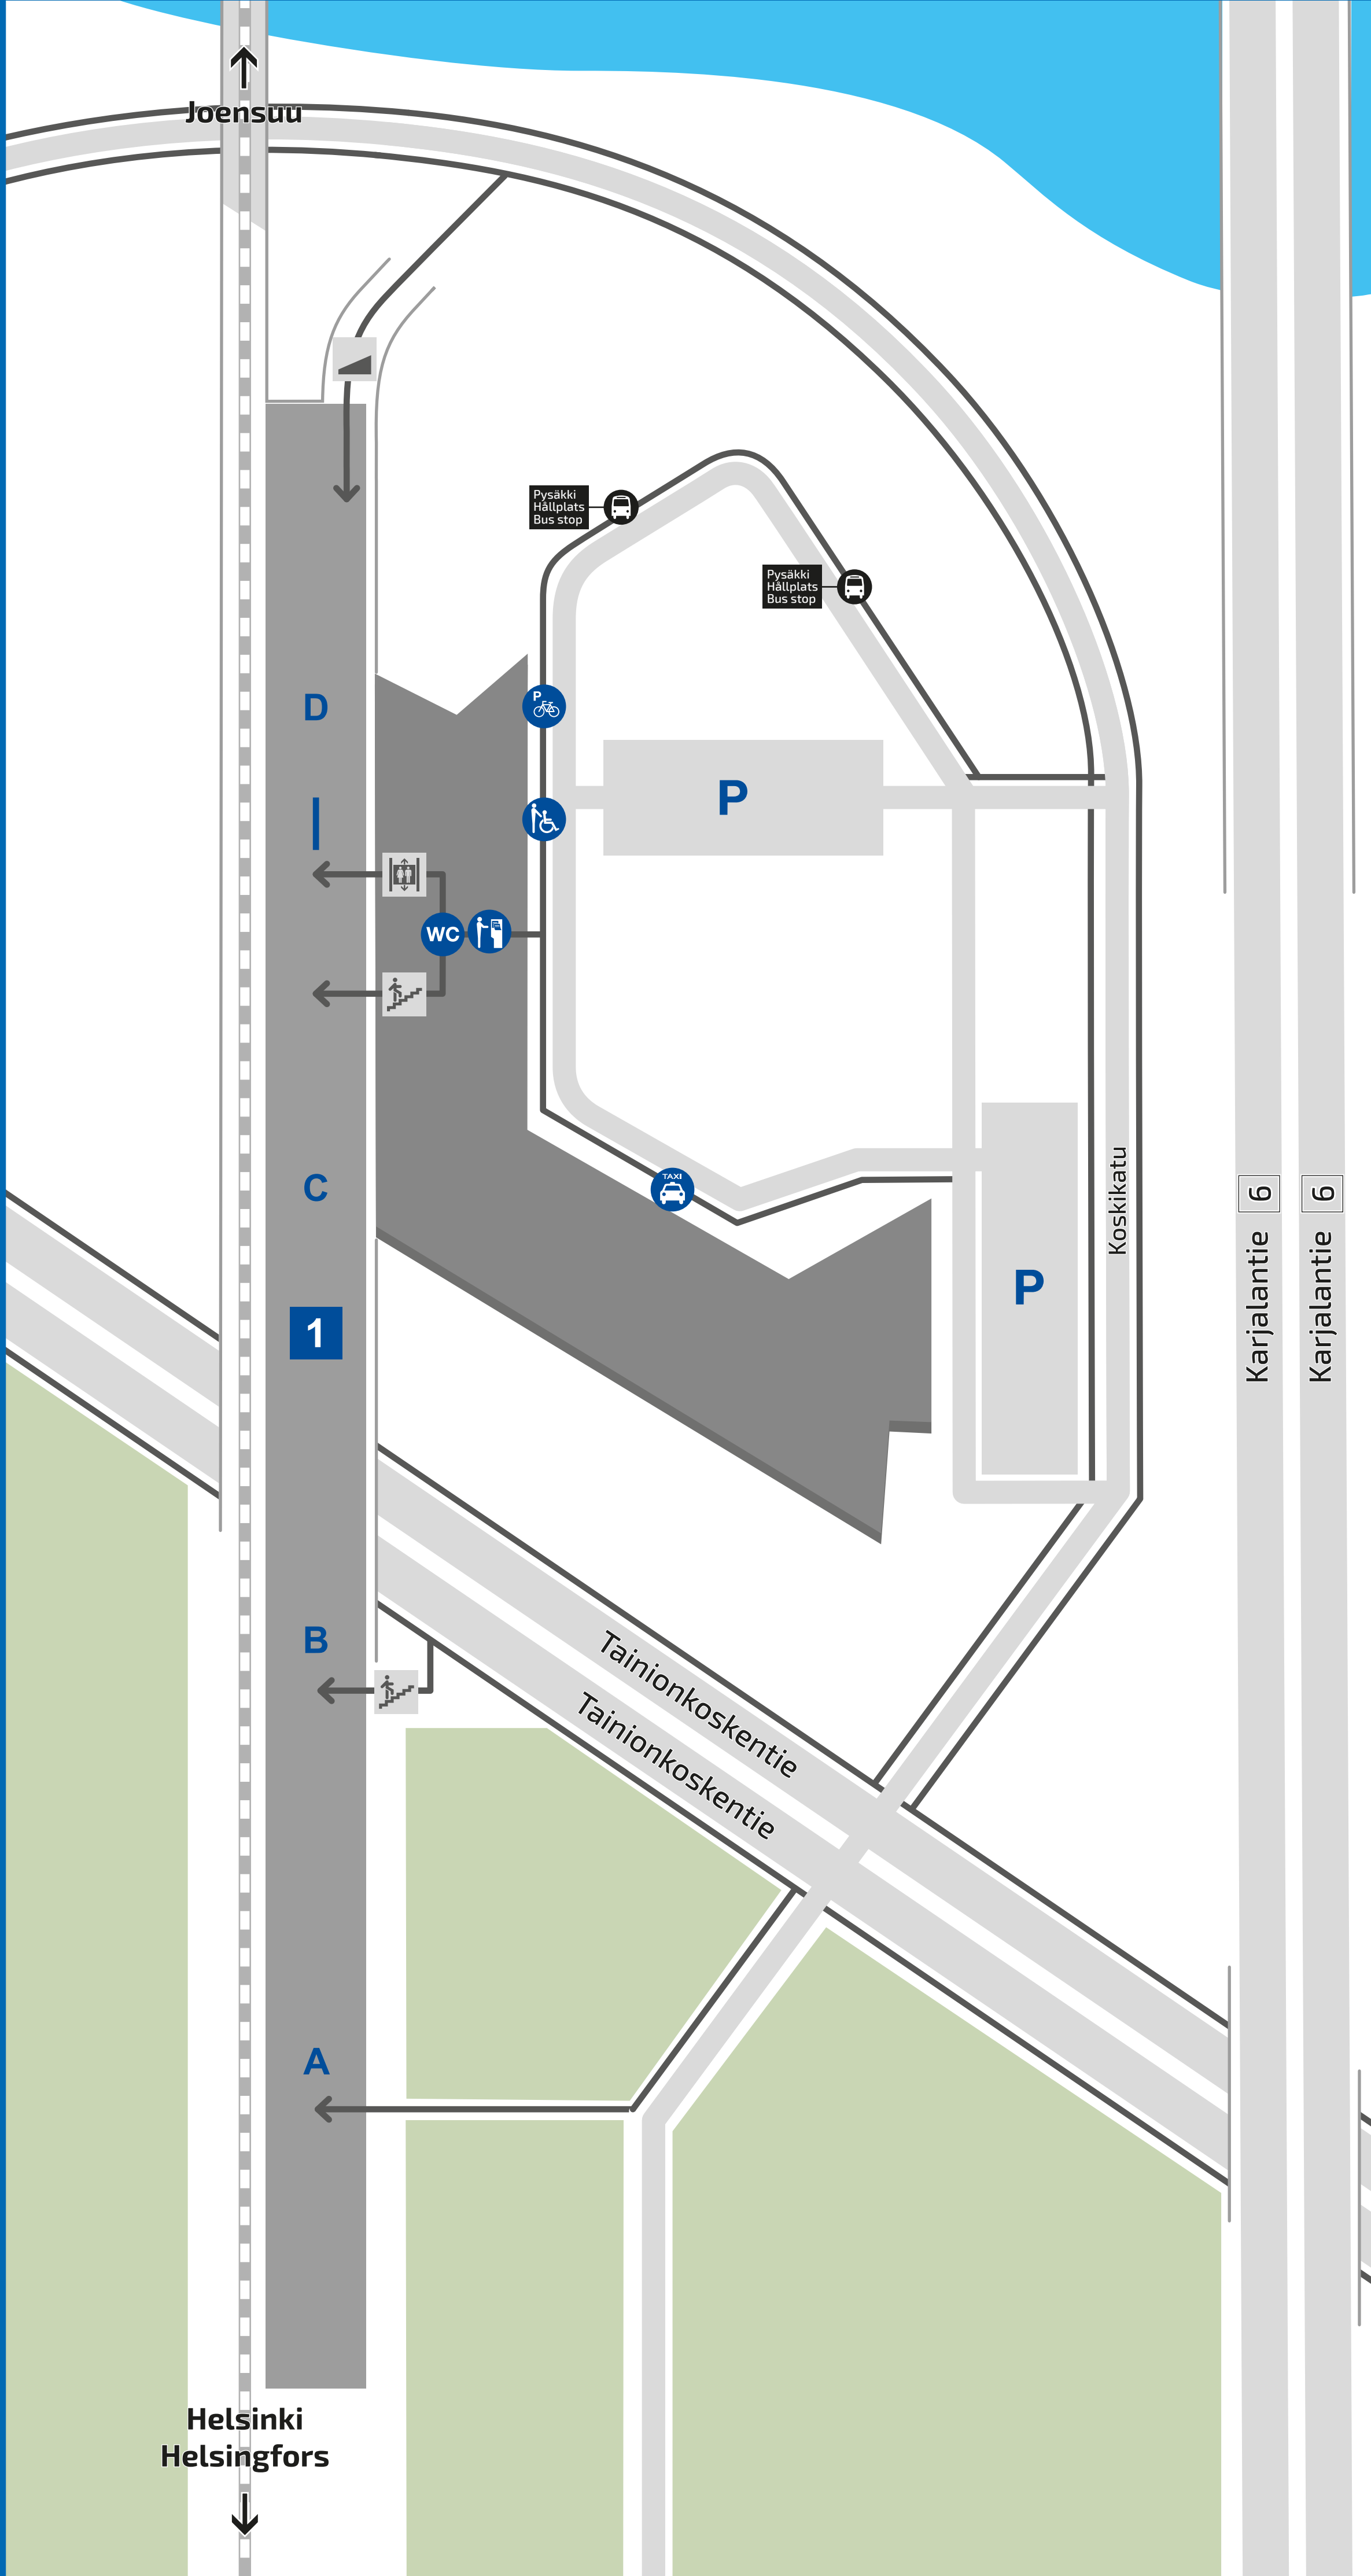 Joensuu
Pysäkki
Hållplats
Bus stop
Pysäkki
Hållplats
Bus stop
D
P
P
WC
C
TAXI
Koskikatu
6
6
Karjalantie
Karjalantie
P
1
B
Tainionkoskentie
Tainionkoskentie
A
Helsinki
Helsingfors